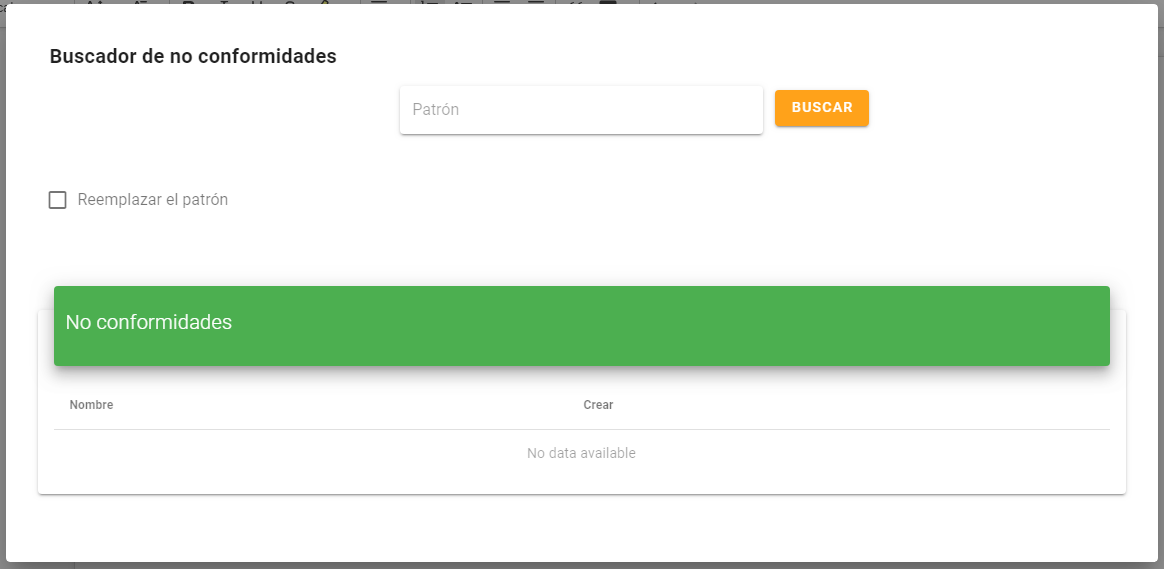 Buscador de no conformidades
Patrón
BUSCAR
Reemplazar el patrón
No conformidades
Nombre Crear
No data available